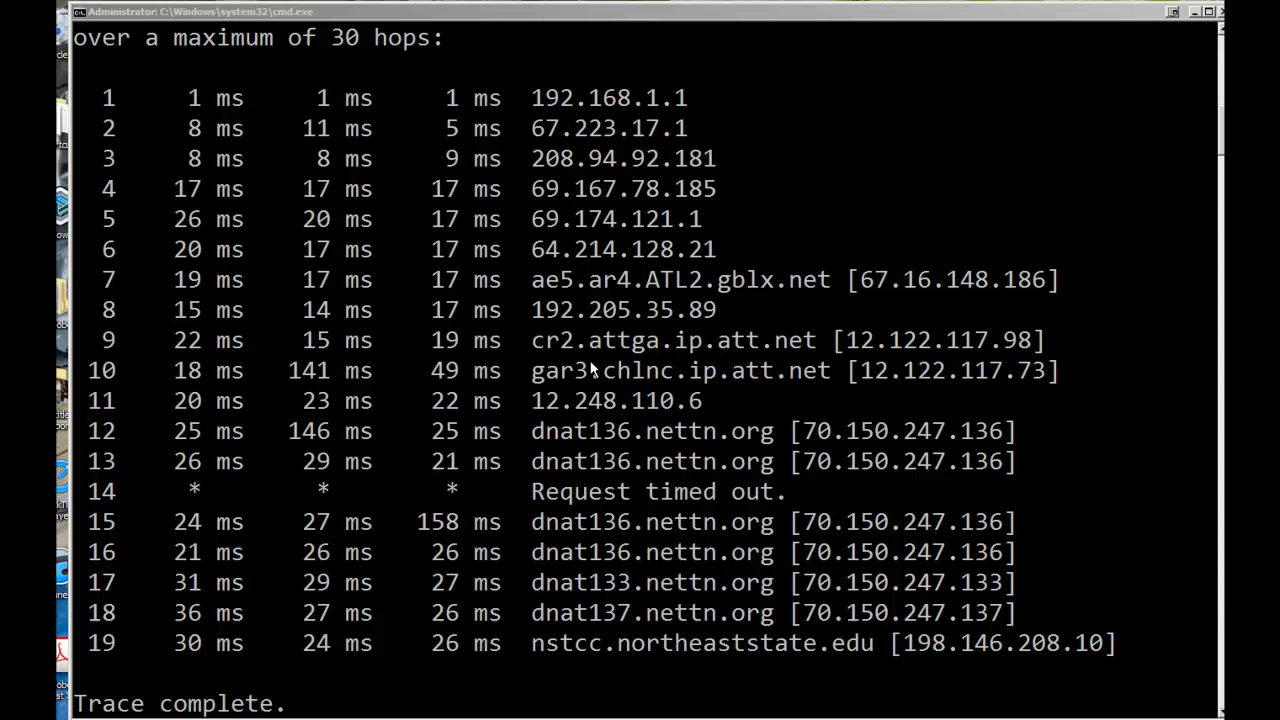 Administrator: C:\Windows\system32\cmd.exe
over a maximum of 30 hops:
1 1 ms 1 ms 1 ms 192.168.1.1
2 8 ms 11 ms 5 ms 67.223.17.1
3 8 ms 8 ms 9 ms 208.94.92.181
4 17 ms 17 ms 17 ms 69.167.78.185
5 26 ms 20 ms 17 ms 69.174.121.1
6 20 ms 17 ms 17 ms 64.214.128.21
7 19 ms 17 ms 17 ms ae5.ar4.ATL2.gblx.net [67.16.148.186]
8 15 ms 14 ms 17 ms 192.205.35.89
9 22 ms 15 ms 19 ms cr2.attga.ip.att.net [12.122.117.98]
10 18 ms 141 ms 49 ms gar3.chlnc.ip.att.net [12.122.117.73]
11 20 ms 23 ms 22 ms 12.248.110.6
12 25 ms 146 ms 25 ms dnat136.nettn.org [70.150.247.136]
13 26 ms 29 ms 21 ms dnat136.nettn.org [70.150.247.136]
14 * * * Request timed out.
15 24 ms 27 ms 158 ms dnat136.nettn.org [70.150.247.136]
16 21 ms 26 ms 26 ms dnat136.nettn.org [70.150.247.136]
17 31 ms 29 ms 27 ms dnat133.nettn.org [70.150.247.133]
18 36 ms 27 ms 26 ms dnat137.nettn.org [70.150.247.137]
19 30 ms 24 ms 26 ms nstcc.northeaststate.edu [198.146.208.10]
Trace complete.